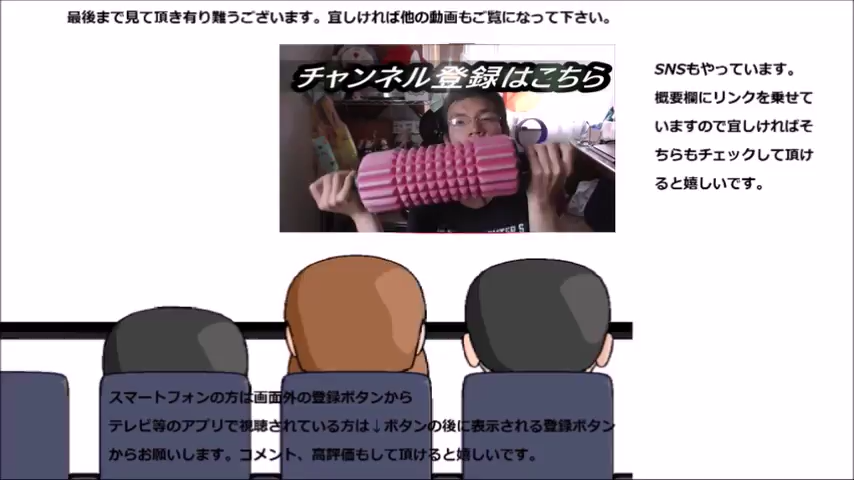 最後まで見て頂き有り難うございます。宜しければ他の動画もご覧になって下さい。
チャンネル登録はこちら
SNSもやっています。
概要欄にリンクを乗せて
いますので宜しければそ
ちらもチェックして頂け
ると嬉しいです。
スマートフォンの方は画面外の登録ボタンから
テレビ等のアプリで視聴されている方は↓ボタンの後に表示される登録ボタン
からお願いします。コメント、高評価もして頂けると嬉しいです。